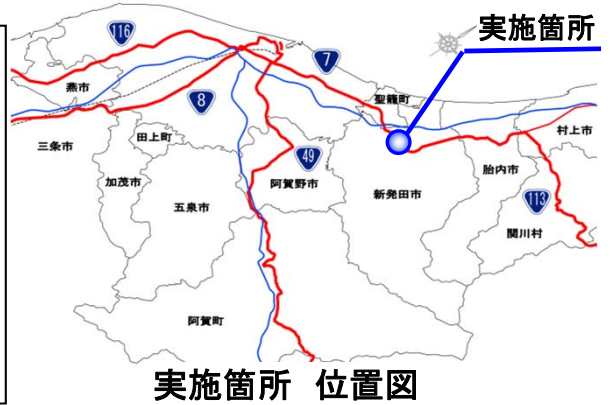 実施箇所
116
7
燕市
8
聖籠町
三条市
田上町
49
村上市
加茂市
阿賀野市
胎内市
五泉市
新発田市
113
関川村
阿賀町
実施箇所 位置図